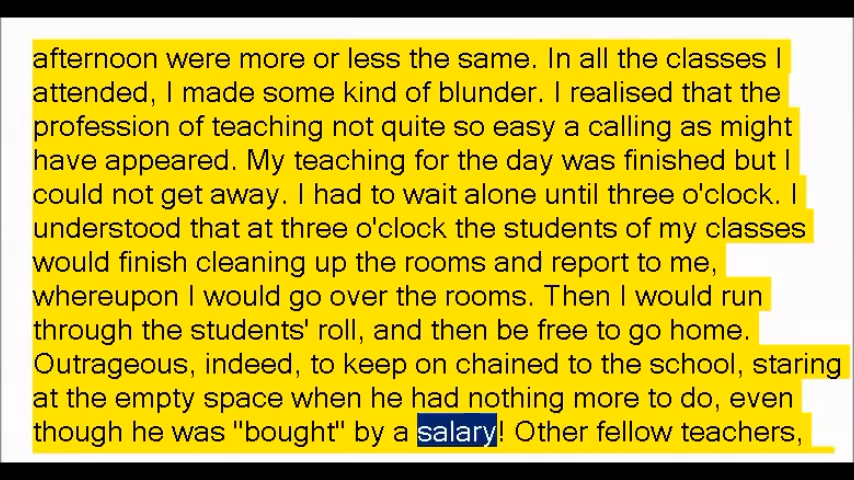 afternoon were more or less the same. In all the classes I
attended, I made some kind of blunder. I realised that the
profession of teaching not quite so easy a calling as might
have appeared. My teaching for the day was finished but I
could not get away. I had to wait alone until three o'clock. I
understood that at three o'clock the students of my classes
would finish cleaning up the rooms and report to me,
whereupon I would go over the rooms. Then I would run
through the students' roll, and then be free to go home.
Outrageous, indeed, to keep on chained to the school, staring
at the empty space when he had nothing more to do, even
though he was "bought" by a salary! Other fellow teachers,